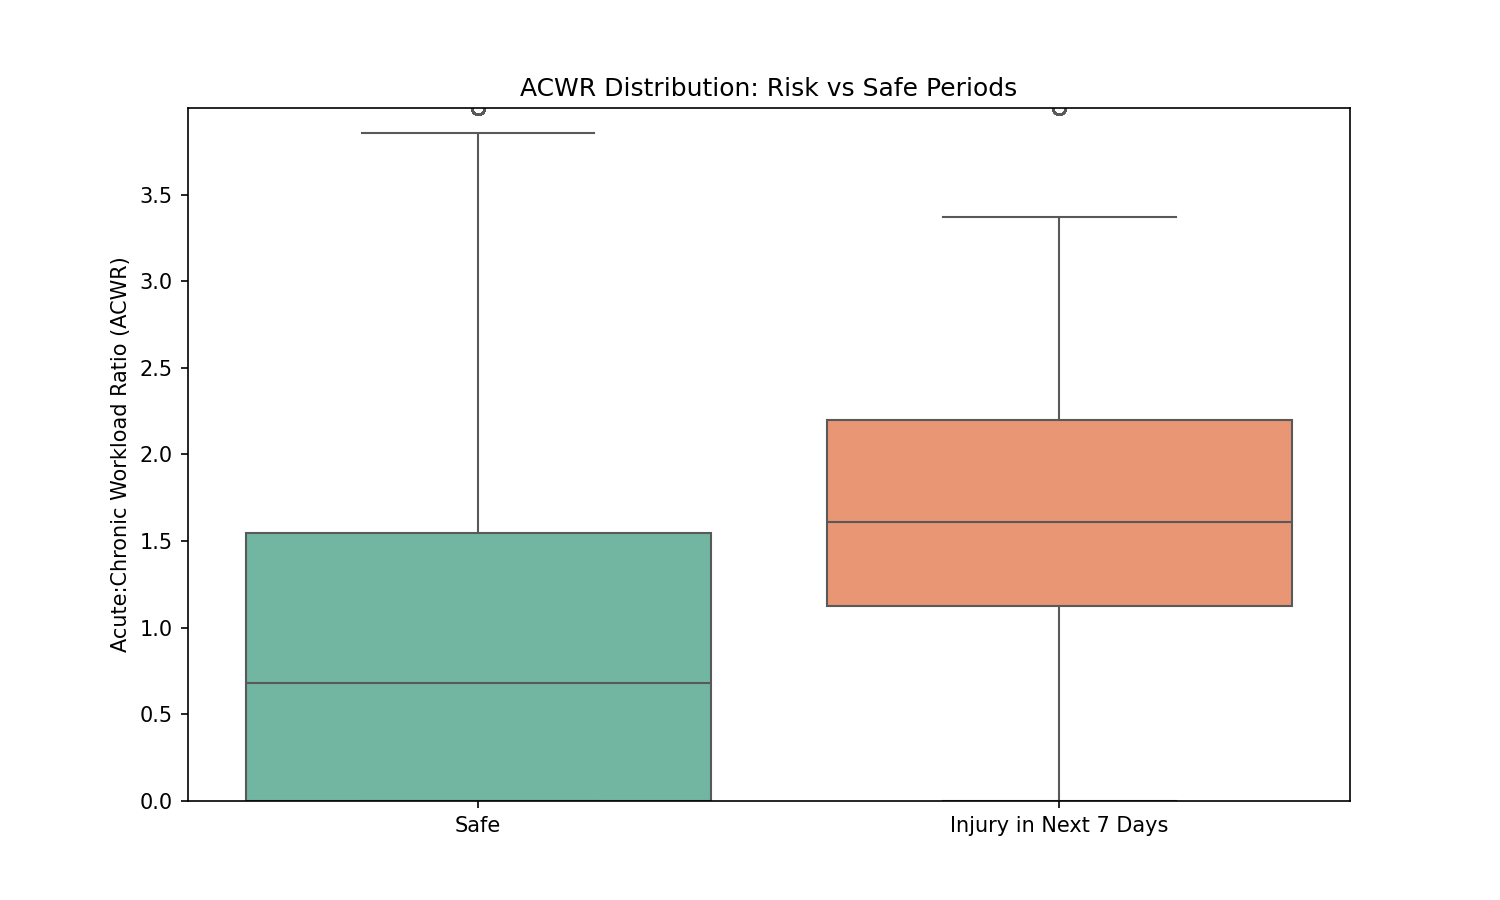 ACWR Distribution: Risk vs Safe Periods
Acute:Chronic Workload Ratio (ACWR)
3.5
3.0
2.5
2.0
1.5
1.0
0.5
0.0
Safe
Injury in Next 7 Days